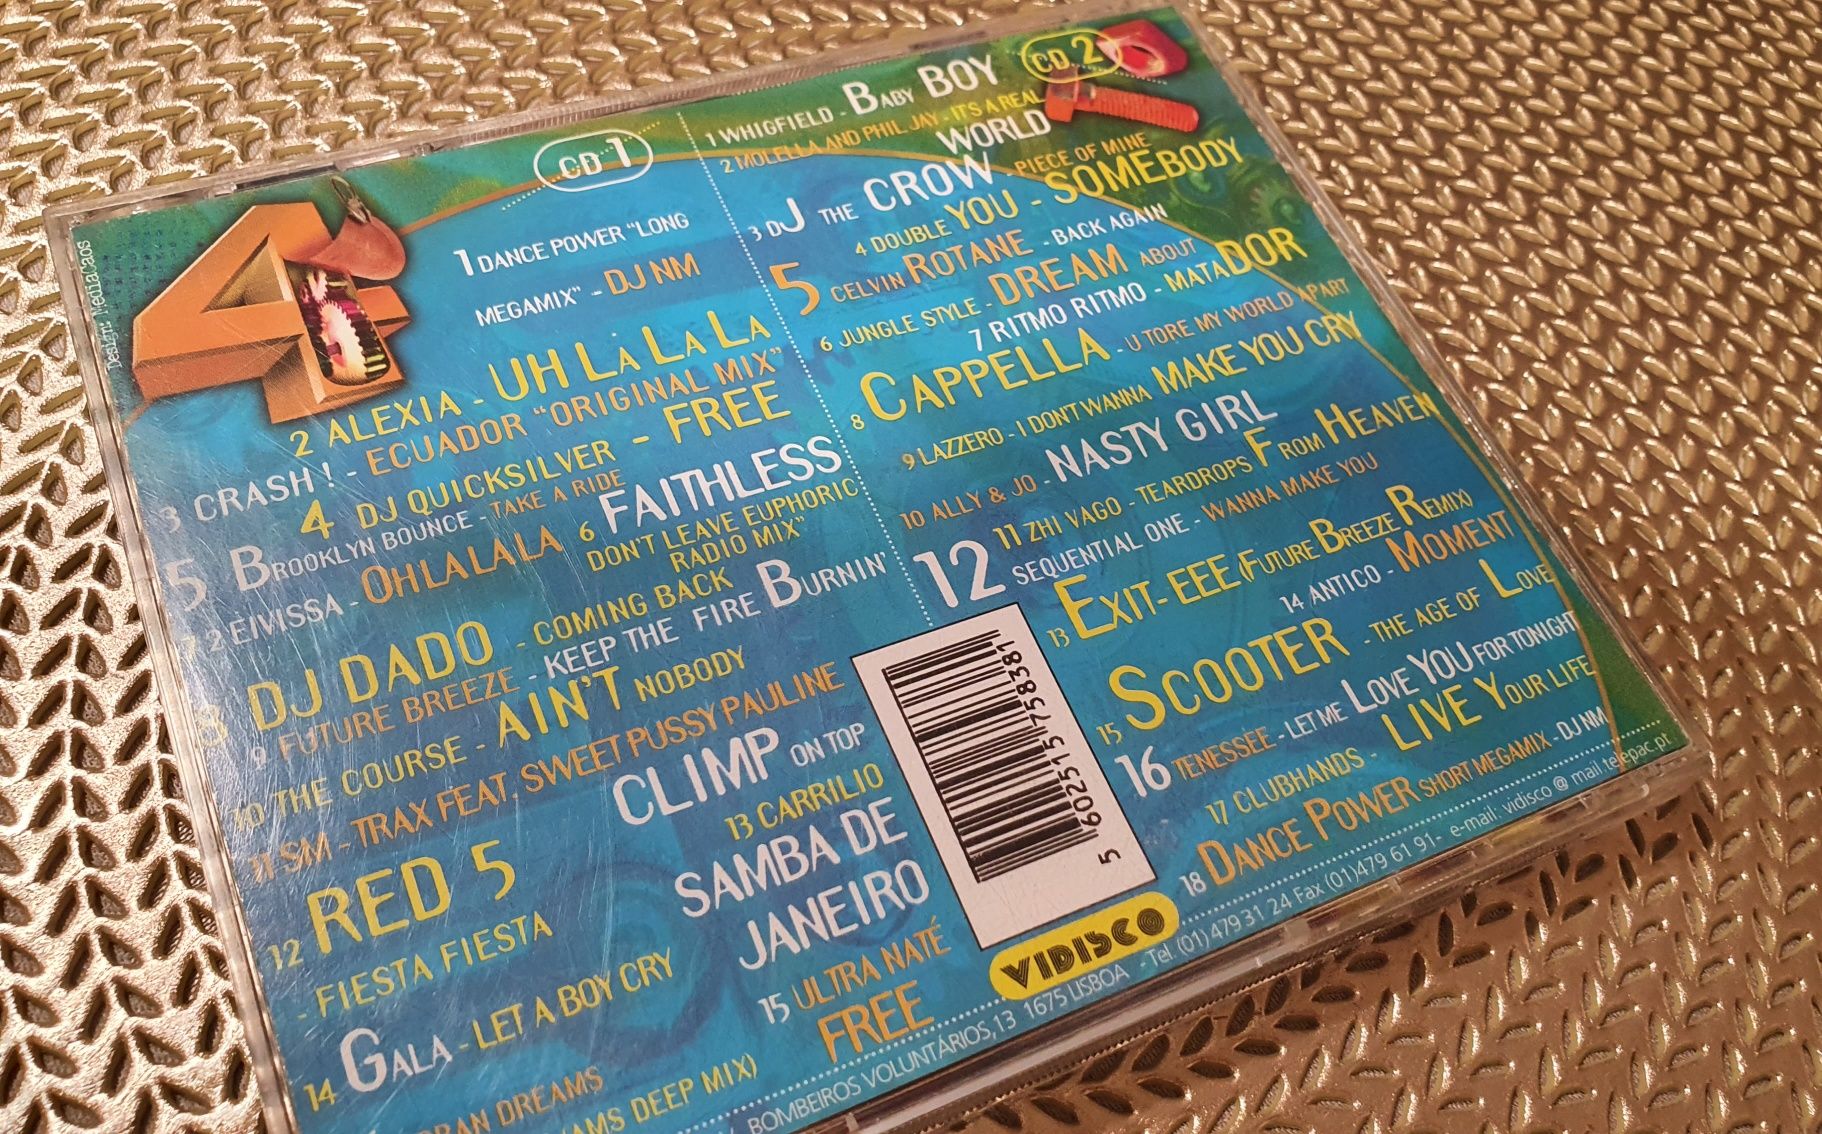 Design: MediaCaos
4
CD 1
1 DANCE POWER "LONG
MEGAMIX" - DJ NM
2 ALEXIA - UH LA LA LA
3 CRASH! - ECUADOR "ORIGINAL MIX"
4 DJ QUICKSILVER - FREE
5 BROOKLYN BOUNCE - TAKE A RIDE
6 FAITHLESS
DON'T LEAVE EUPHORIC
RADIO MIX"
7 2 EIVISSA - OH LA LA LA
8 DJ DADO - COMING BACK
9 FUTURE BREEZE - KEEP THE FIRE BURNIN'
10 THE COURSE - AIN'T NOBODY
11 SM - TRAX FEAT. SWEET PUSSY PAULINE
CLIMP ON TOP
12 RED 5
- FIESTA FIESTA
13 CARRILIO
SAMBA DE
JANEIRO
14 GALA - LET A BOY CRY
15 ULTRA NATÉ
FREE
DREAMS
DEEP MIX)
CD 2
1 WHIGFIELD - BABY BOY
2 MOLELLA AND PHIL JAY - IT'S A REAL
WORLD
3 DJ THE CROW - PIECE OF MINE
4 DOUBLE YOU - SOMEBODY
5 CELVIN ROTANE - BACK AGAIN
6 JUNGLE STYLE - DREAM ABOUT
7 RITMO RITMO - MATADOR
8 CAPPELLA - U TORE MY WORLD APART
9 LAZZERO - I DON'T WANNA MAKE YOU CRY
10 ALLY & JO - NASTY GIRL
11 ZHI VAGO - TEARDROPS FROM HEAVEN
12 SEQUENTIAL ONE - WANNA MAKE YOU
13 EXIT-EEE (FUTURE BREEZE REMIX)
14 ANTICO - MOMENT
15 SCOOTER - THE AGE OF LOVE
16 TENESSEE - LET ME LOVE YOU FOR TONIGHT
17 CLUBHANDS - LIVE YOUR LIFE
18 DANCE POWER SHORT MEGAMIX - DJ NM
5 602515 758381
VIDISCO
BOMBEIROS VOLUNTÁRIOS, 13 1675 LISBOA - Tel. (01) 479 31 24 Fax (01) 479 61 91 - e-mail: vidisco @ mail.telepac.pt